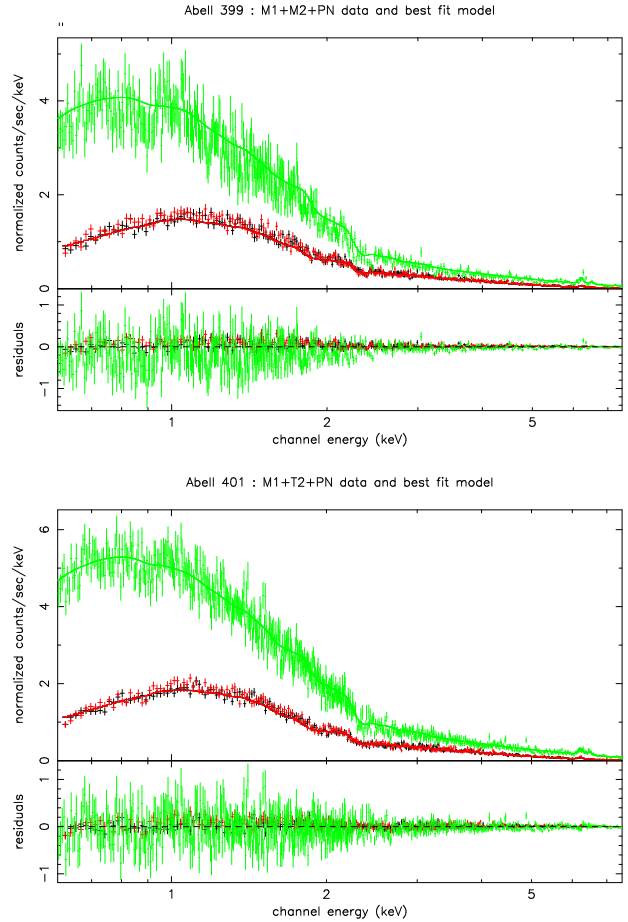 Abell 399 : M1+M2+PN data and best fit model
"
normalized counts/sec/keV
4
2
0
residuals
1
0
−1
1
2
5
channel energy (keV)
Abell 401 : M1+T2+PN data and best fit model
normalized counts/sec/keV
6
4
2
0
residuals
1
0
−1
1
2
5
channel energy (keV)